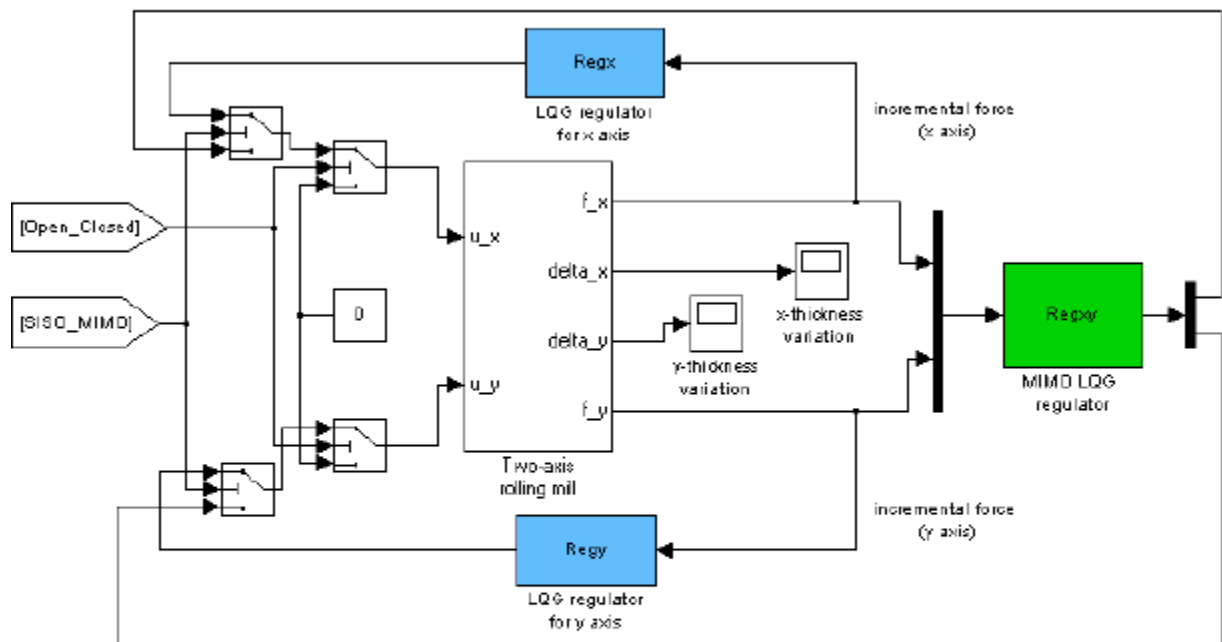 Regx
LQG regulator
for x axis
incremental force
(x axis)
[Open_Closed]
[SISO_MIMO]
0
u_x
u_y
f_x
delta_x
delta_y
f_y
x-thickness
variation
y-thickness
variation
Two-axis
rolling mill
Regxy
MIMO LQG
regulator
incremental force
(y axis)
Regy
LQG regulator
for y axis